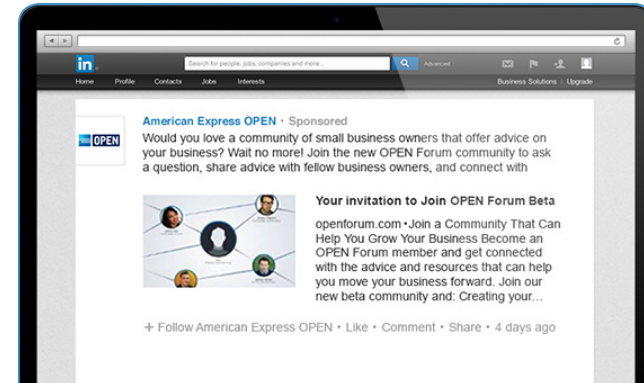 in
Search for people, jobs, companies and more...
Advanced
Home Profile Contacts Jobs Interests
Business Solutions | Upgrade
American Express OPEN • Sponsored
OPEN
Would you love a community of small business owners that offer advice on
your business? Wait no more! Join the new OPEN Forum community to ask
a question, share advice with fellow business owners, and connect with
Your invitation to Join OPEN Forum Beta
openforum.com • Join a Community That Can
Help You Grow Your Business Become an
OPEN Forum member and get connected
with the advice and resources that can help
you move your business forward. Join our
new beta community and: Creating your...
+ Follow American Express OPEN • Like • Comment • Share • 4 days ago